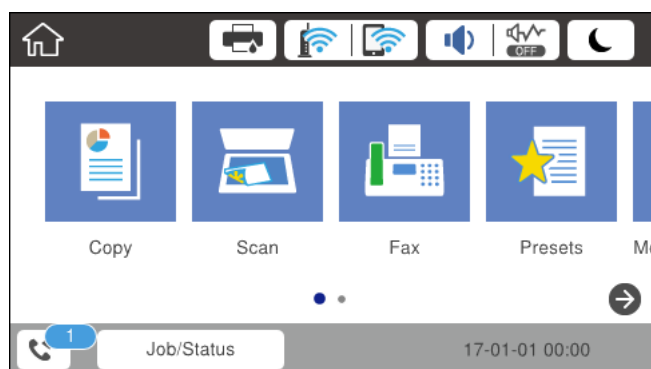 OFF
Copy
Scan
Fax
Presets
1
Job/Status
17-01-01 00:00